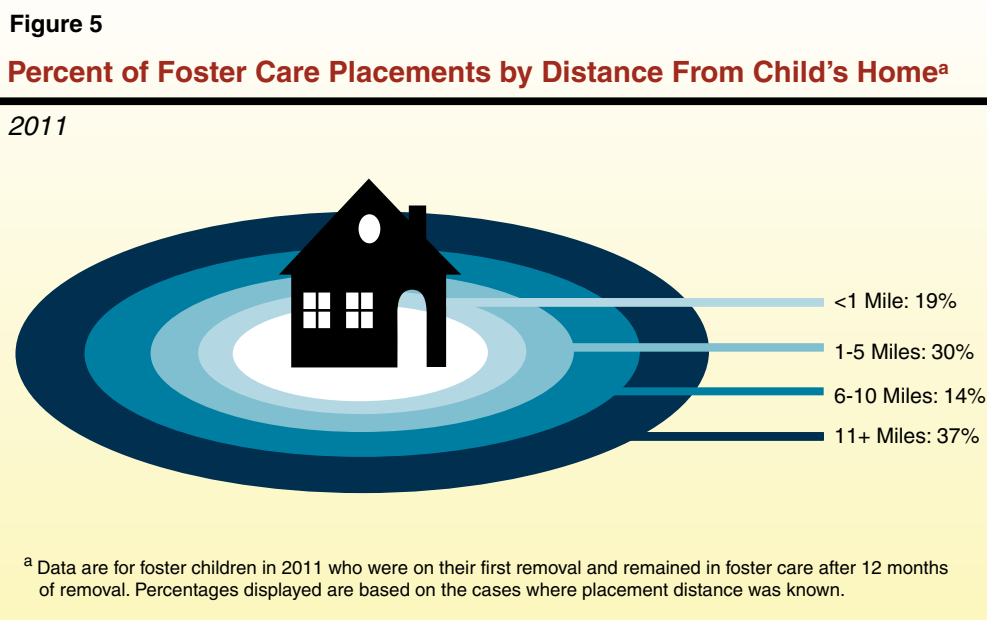 Figure 5
Percent of Foster Care Placements by Distance From Child’s Homeᵃ
2011
<1 Mile: 19%
1-5 Miles: 30%
6-10 Miles: 14%
11+ Miles: 37%
ᵃ Data are for foster children in 2011 who were on their first removal and remained in foster care after 12 months
of removal. Percentages displayed are based on the cases where placement distance was known.